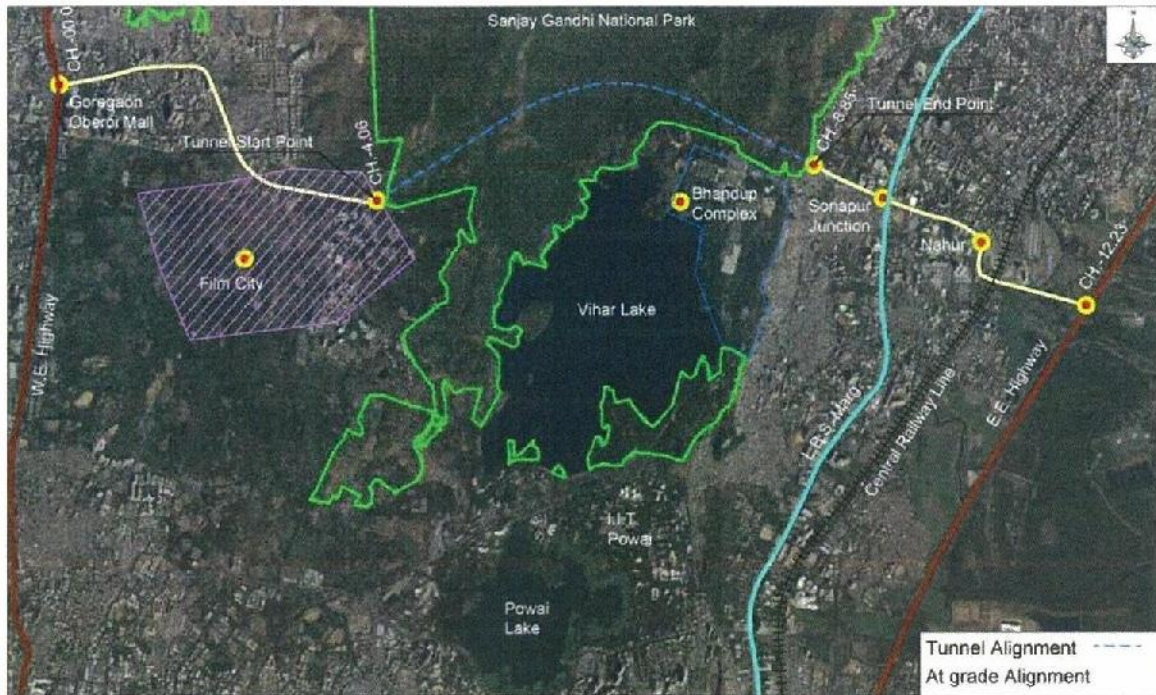 Sanjay Gandhi National Park
CH. -00.0
Goregaon
Oberoi Mall
Tunnel Start Point
CH. -4.06
CH. 8.85
Tunnel End Point
Bhandup
Complex
Sonapur
Junction
Nahur
CH. -12.23
Film City
Vihar Lake
W.E. Highway
L.B.S. Marg
Central Railway Line
E.E. Highway
I.I.T.
Powai
Powai
Lake
Tunnel Alignment
At grade Alignment